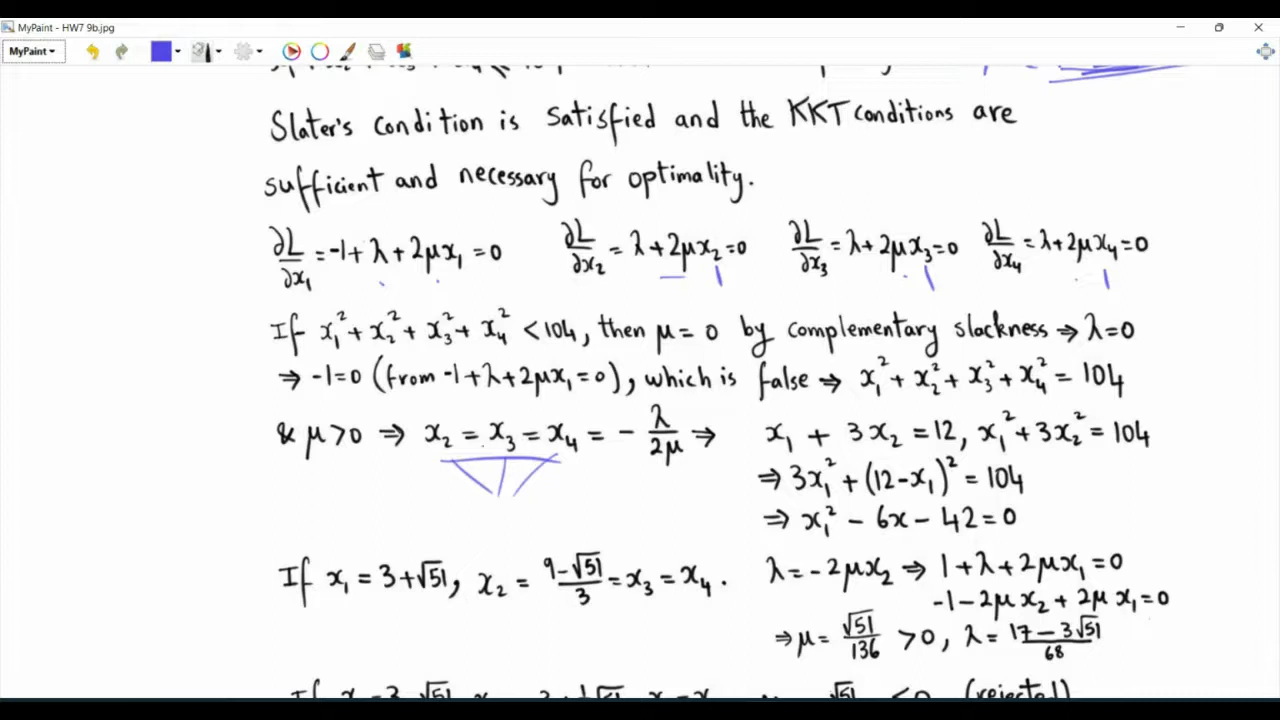 MyPaint - HW7 9b.jpg
MyPaint
Slater's condition is satisfied and the KKT conditions are
sufficient and necessary for optimality.
∂L/∂x₁ = -1 + λ + 2μx₁ = 0 ∂L/∂x₂ = λ + 2μx₂ = 0 ∂L/∂x₃ = λ + 2μx₃ = 0 ∂L/∂x₄ = λ + 2μx₄ = 0
If x₁² + x₂² + x₃² + x₄² < 104, then μ = 0 by complementary slackness ⇒ λ = 0
⇒ -1 = 0 (from -1 + λ + 2μx₁ = 0), which is false ⇒ x₁² + x₂² + x₃² + x₄² = 104
& μ > 0 ⇒ x₂ = x₃ = x₄ = -λ/2μ ⇒ x₁ + 3x₂ = 12, x₁² + 3x₂² = 104
⇒ 3x₁² + (12 - x₁)² = 104
⇒ x₁² - 6x - 42 = 0
If x₁ = 3 + √51, x₂ = (9 - √51)/3 = x₃ = x₄. λ = -2μx₂ ⇒ 1 + λ + 2μx₁ = 0
-1 - 2μx₂ + 2μx₁ = 0
⇒ μ = √51/136 > 0, λ = (17 - 3√51)/68
If (rejected)